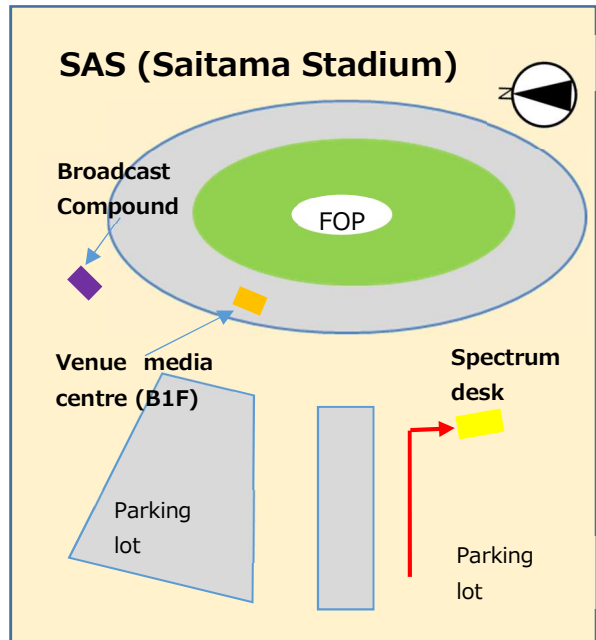 SAS (Saitama Stadium)
N
Broadcast
Compound
FOP
Venue media
centre (B1F)
Spectrum
desk
Parking
lot
Parking
lot